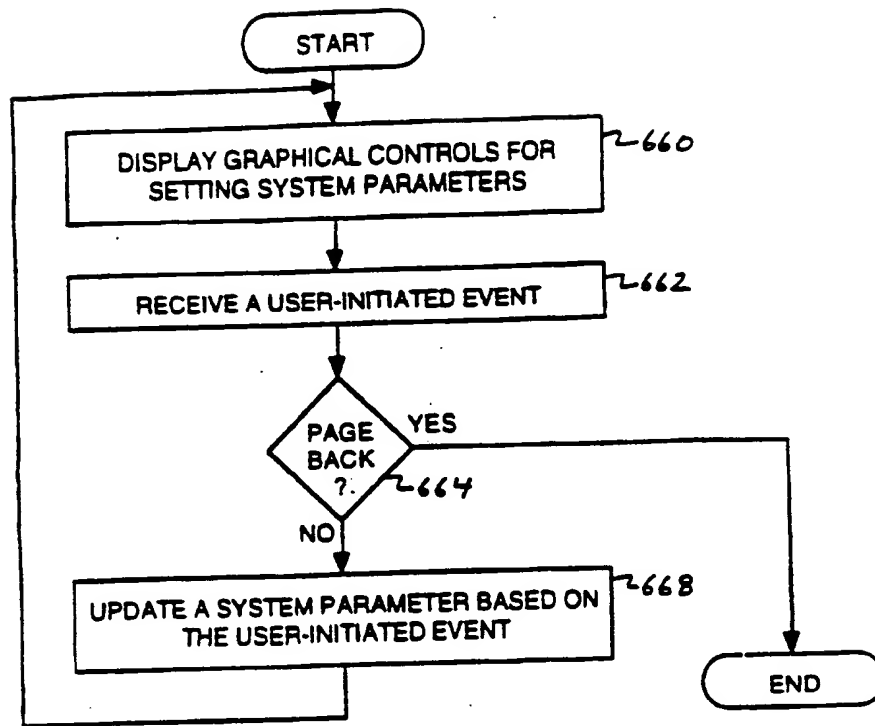 START
DISPLAY GRAPHICAL CONTROLS FOR
SETTING SYSTEM PARAMETERS
660
RECEIVE A USER-INITIATED EVENT
662
PAGE
BACK
?.
YES
664
NO
UPDATE A SYSTEM PARAMETER BASED ON
THE USER-INITIATED EVENT
668
END